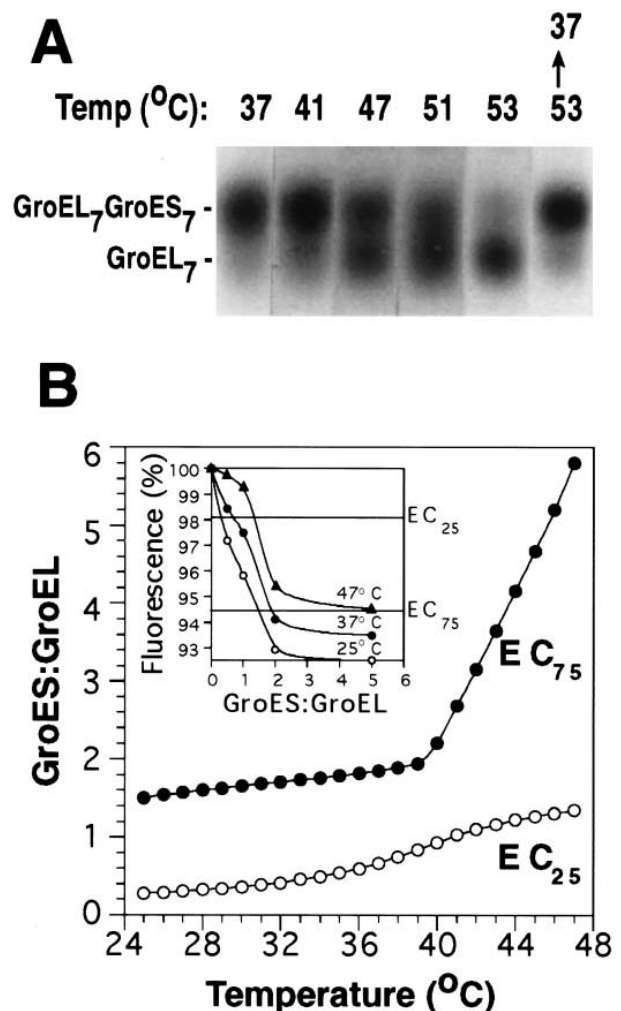 A
37
Temp (°C): 37 41 47 51 53 53
GroEL7GroES7 -
GroEL7 -
B
6
5
4
3
2
1
0
GroES:GroEL
100
99
98
97
96
95
94
93
Fluorescence (%)
EC25
47° C
EC75
37° C
25° C
0 1 2 3 4 5 6
GroES:GroEL
EC75
EC25
24 28 32 36 40 44 48
Temperature (°C)